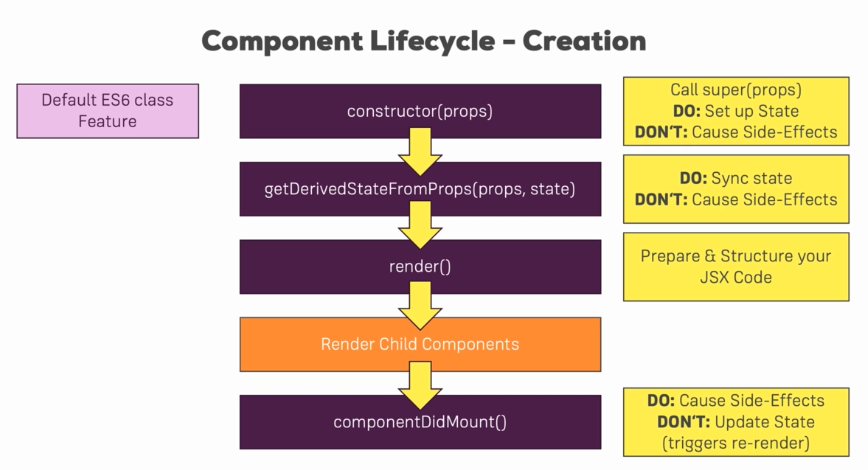 Component Lifecycle - Creation
Default ES6 class
Feature
constructor(props)
Call super(props)
DO: Set up State
DON'T: Cause Side-Effects
getDerivedStateFromProps(props, state)
DO: Sync state
DON'T: Cause Side-Effects
render()
Prepare & Structure your
JSX Code
Render Child Components
componentDidMount()
DO: Cause Side-Effects
DON'T: Update State
(triggers re-render)